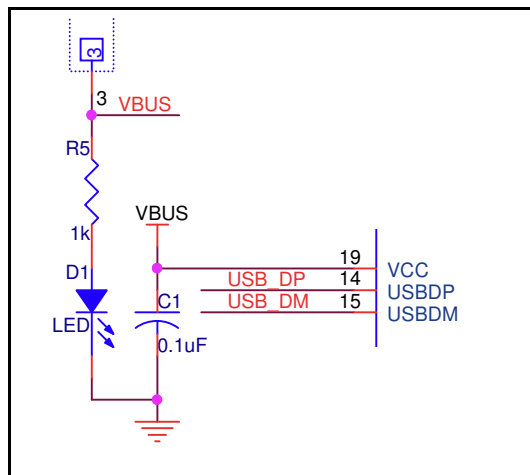 3
3
VBUS
R5
1k
VBUS
19
VCC
D1
USB_DP
14
USBDP
C1
USB_DM
15
USBDM
LED
0.1uF